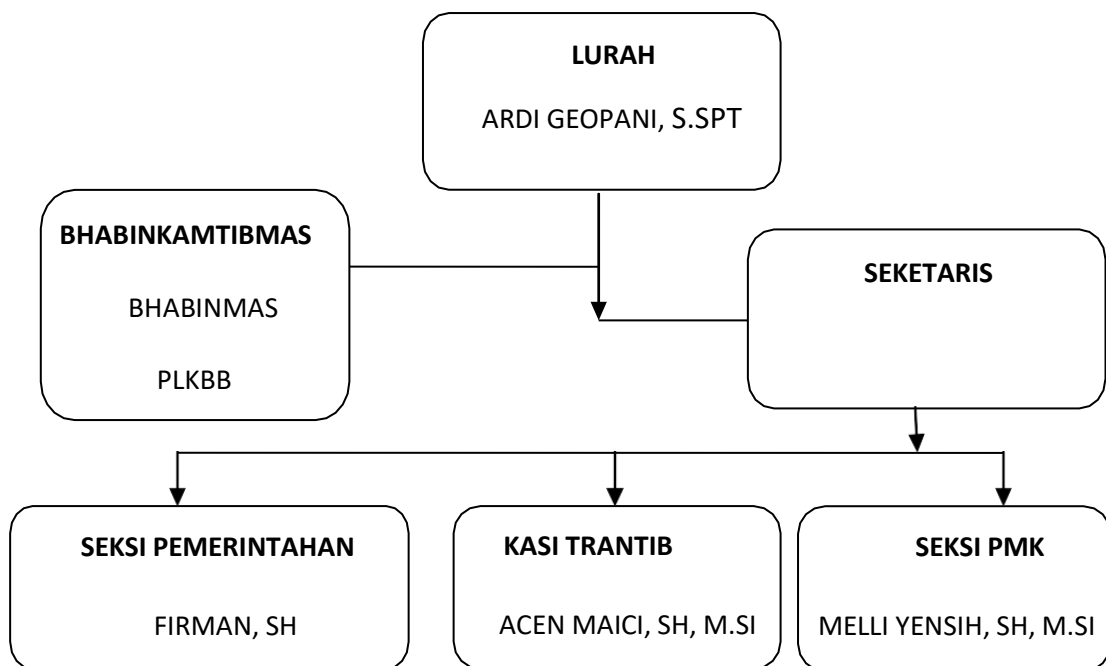 LURAH
ARDI GEOPANI, S.SPT
BHABINKAMTIBMAS
BHABINMAS
PLKBB
SEKETARIS
SEKSI PEMERINTAHAN
FIRMAN, SH
KASI TRANTIB
ACEN MAICI, SH, M.SI
SEKSI PMK
MELLI YENSIH, SH, M.SI